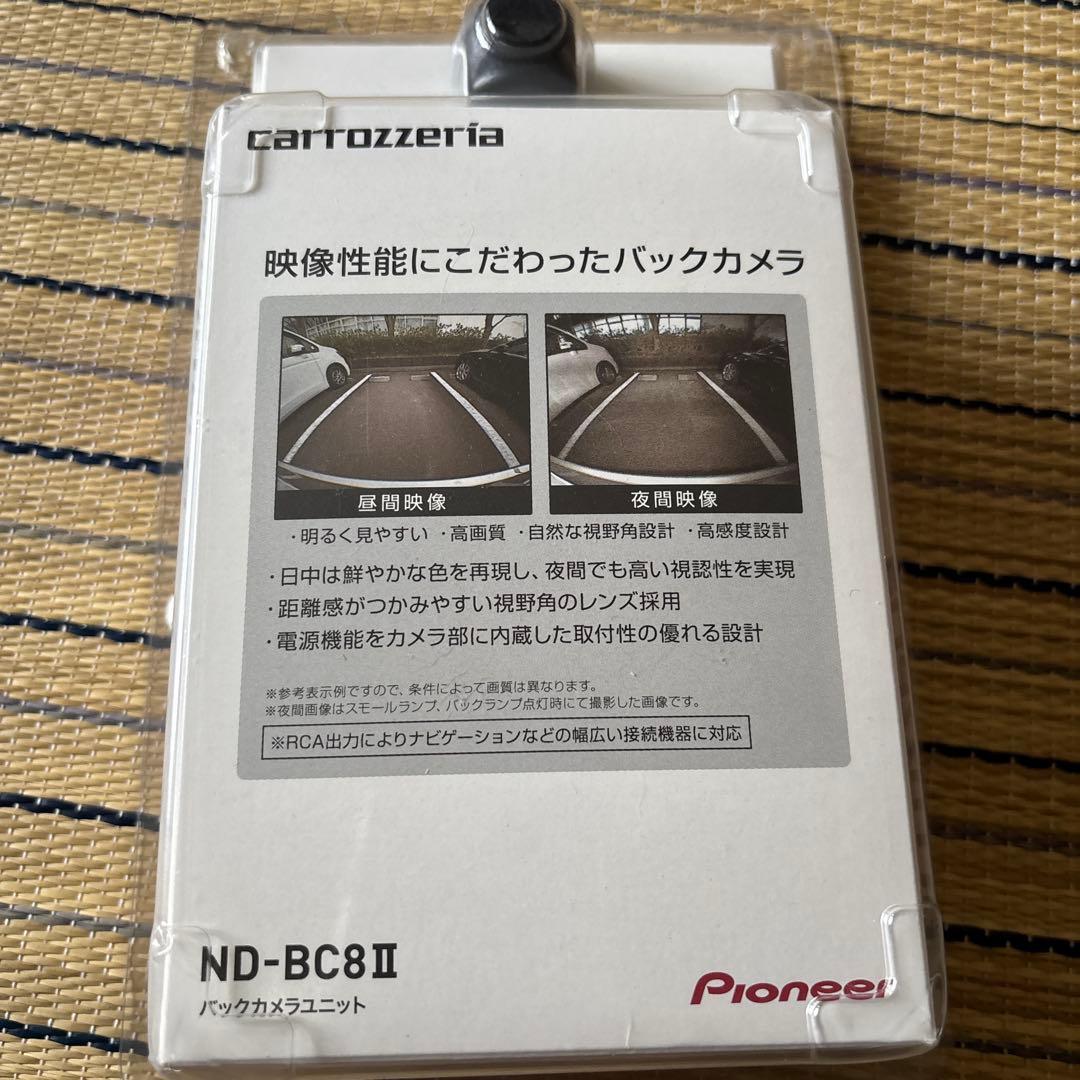 carrozzeria
映像性能にこだわったバックカメラ
昼間映像
夜間映像
・明るく見やすい ・高画質 ・自然な視野角設計 ・高感度設計
・日中は鮮やかな色を再現し、夜間でも高い視認性を実現
・距離感がつかみやすい視野角のレンズ採用
・電源機能をカメラ部に内蔵した取付性の優れる設計
※参考表示例ですので、条件によって画質は異なります。
※夜間画像はスモールランプ、バックランプ点灯時にて撮影した画像です。
※RCA出力によりナビゲーションなどの幅広い接続機器に対応
ND-BC8Ⅱ
バックカメラユニット
Pioneer